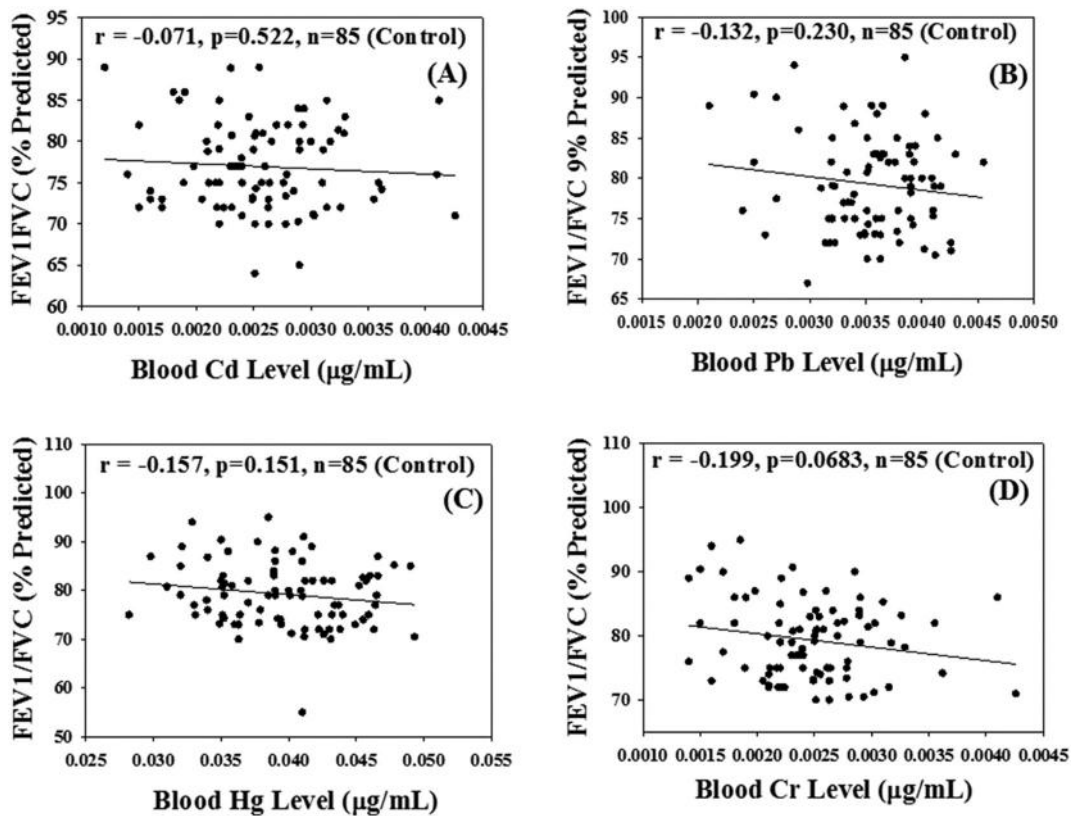 r = -0.071, p=0.522, n=85 (Control)
(A)
FEV1FVC (% Predicted)
95
90
85
80
75
70
65
60
0.0010 0.0015 0.0020 0.0025 0.0030 0.0035 0.0040 0.0045
Blood Cd Level (µg/mL)
r = -0.132, p=0.230, n=85 (Control)
(B)
FEV1/FVC 9% Predicted)
100
95
90
85
80
75
70
65
0.0015 0.0020 0.0025 0.0030 0.0035 0.0040 0.0045 0.0050
Blood Pb Level (µg/mL)
r = -0.157, p=0.151, n=85 (Control)
(C)
FEV1/FVC (% Predicted)
110
100
90
80
70
60
50
0.025 0.030 0.035 0.040 0.045 0.050 0.055
Blood Hg Level (µg/mL)
r = -0.199, p=0.0683, n=85 (Control)
(D)
FEV1/FVC (% Predicted)
110
100
90
80
70
0.0010 0.0015 0.0020 0.0025 0.0030 0.0035 0.0040 0.0045
Blood Cr Level (µg/mL)